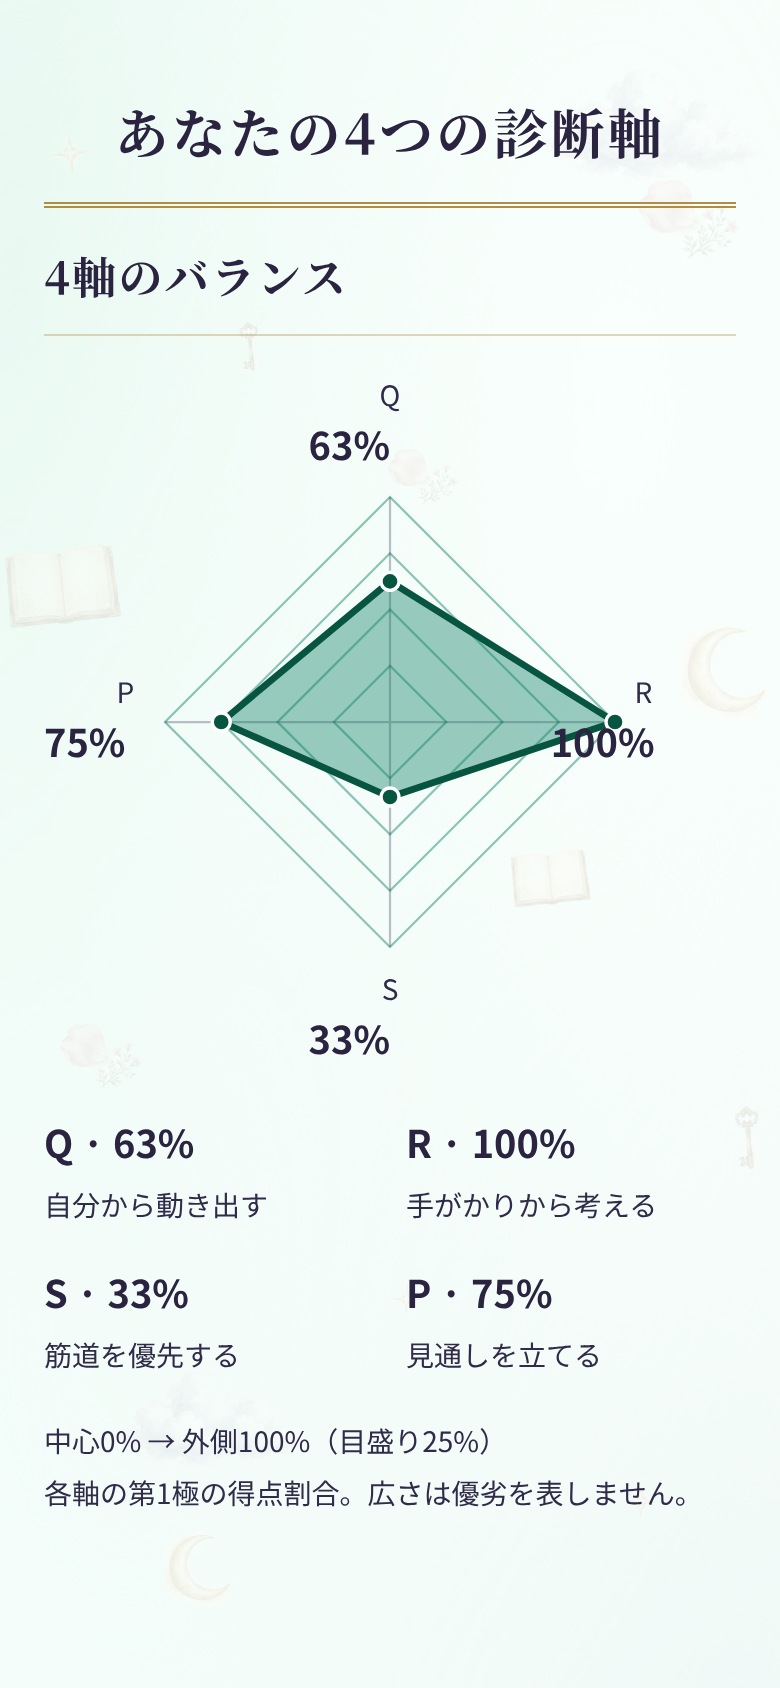 あなたの4つの診断軸
4軸のバランス
Q
63%
P
75%
R
100%
S
33%
Q・63%
自分から動き出す
R・100%
手がかりから考える
S・33%
筋道を優先する
P・75%
見通しを立てる
中心0% → 外側100%（目盛り25%）
各軸の第1極の得点割合。広さは優劣を表しません。